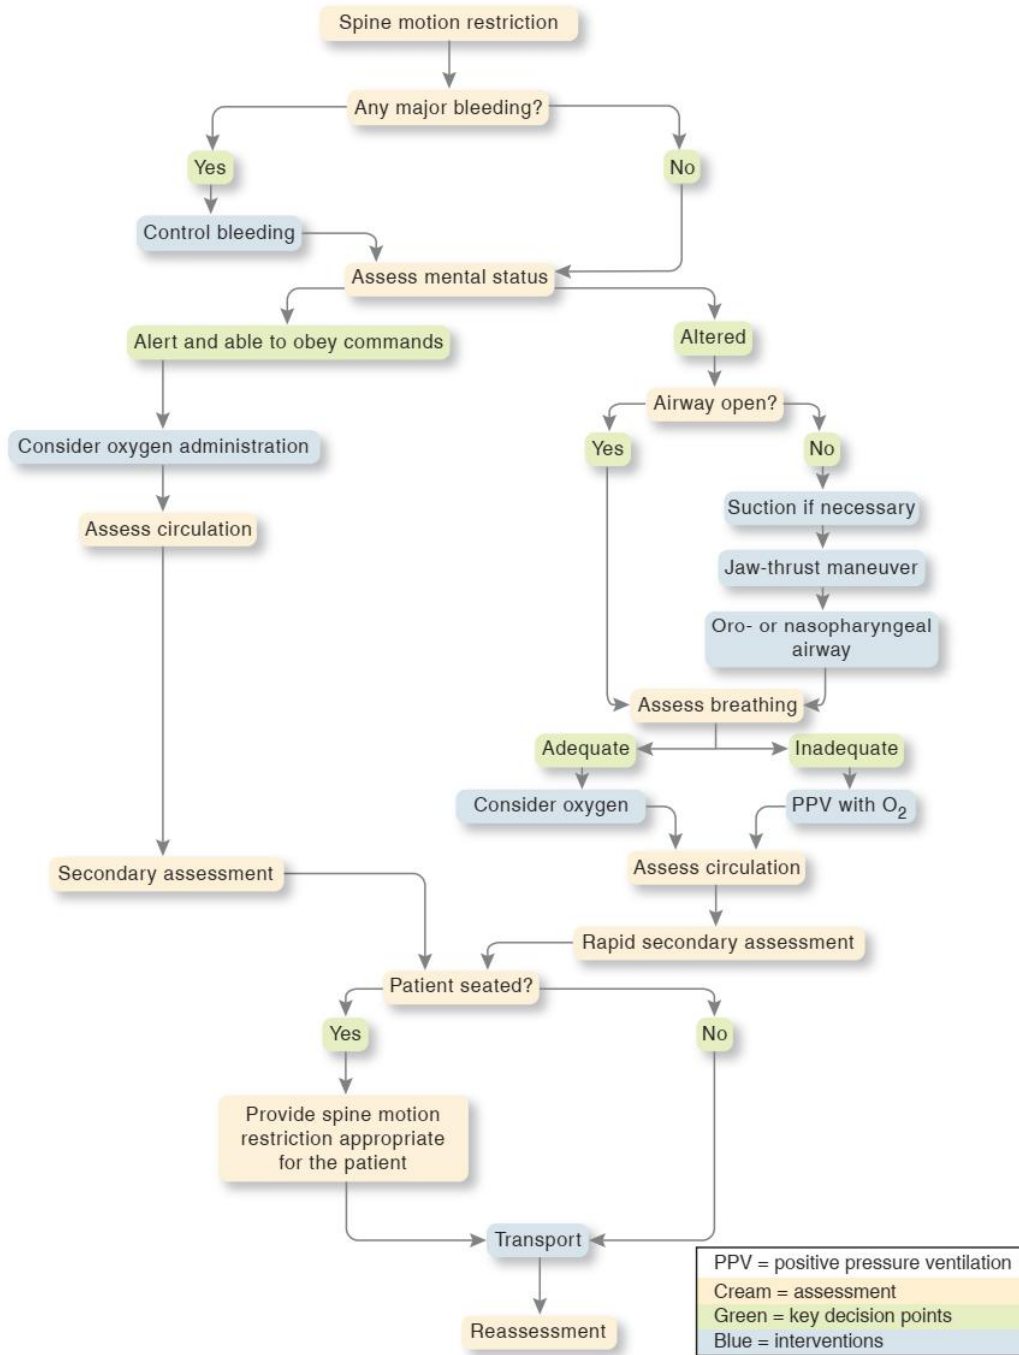 Spine motion restriction
Any major bleeding?
Yes
No
Control bleeding
Assess mental status
Alert and able to obey commands
Altered
Airway open?
Consider oxygen administration
Yes
No
Suction if necessary
Assess circulation
Jaw-thrust maneuver
Oro- or nasopharyngeal
airway
Assess breathing
Adequate
Inadequate
Consider oxygen
PPV with O2
Secondary assessment
Assess circulation
Rapid secondary assessment
Patient seated?
Yes
No
Provide spine motion
restriction appropriate
for the patient
Transport
Reassessment
PPV = positive pressure ventilation
Cream = assessment
Green = key decision points
Blue = interventions